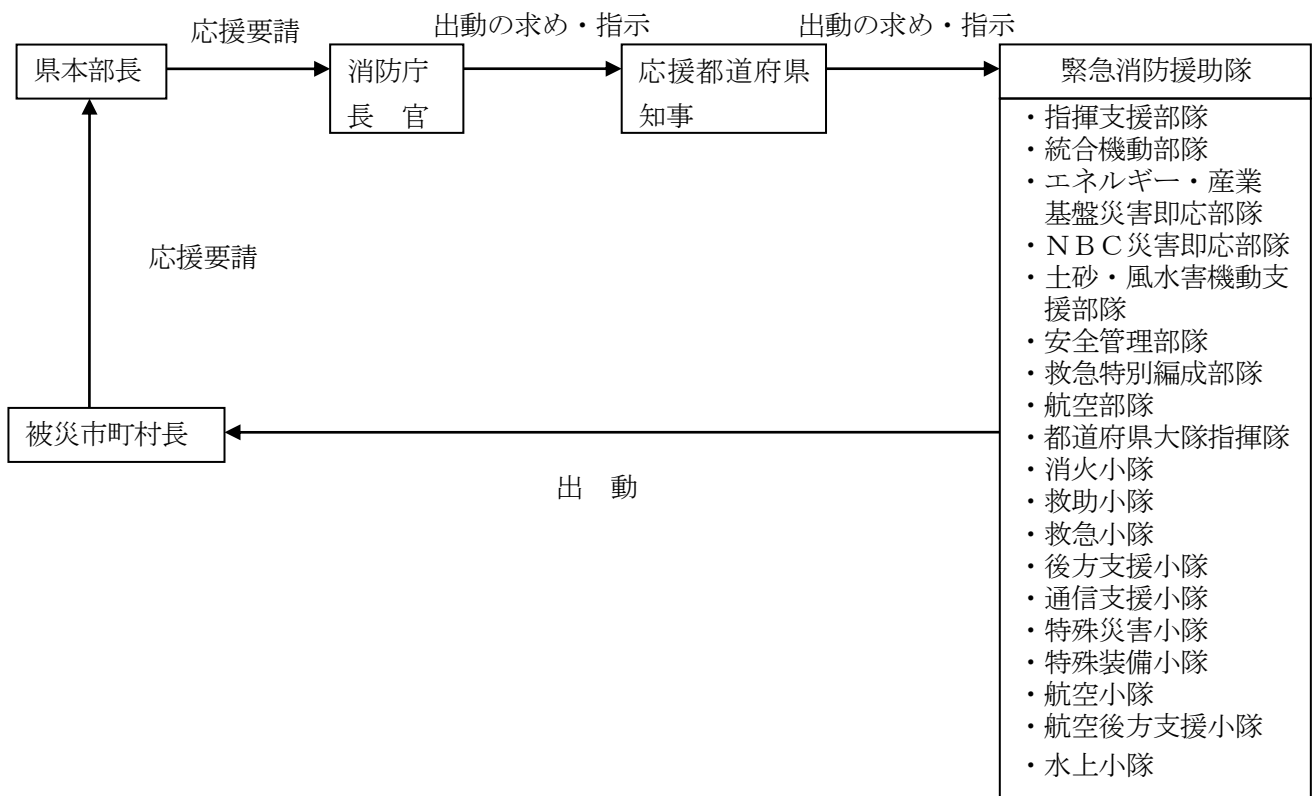 応援要請
出動の求め・指示
出動の求め・指示
県本部長
消防庁
長　官
応援都道府県
知事
緊急消防援助隊
・指揮支援部隊
・統合機動部隊
・エネルギー・産業
基盤災害即応部隊
・ＮＢＣ災害即応部隊
・土砂・風水害機動支
援部隊
・安全管理部隊
・救急特別編成部隊
・航空部隊
・都道府県大隊指揮隊
・消火小隊
・救助小隊
・救急小隊
・後方支援小隊
・通信支援小隊
・特殊災害小隊
・特殊装備小隊
・航空小隊
・航空後方支援小隊
・水上小隊
応援要請
被災市町村長
出　動